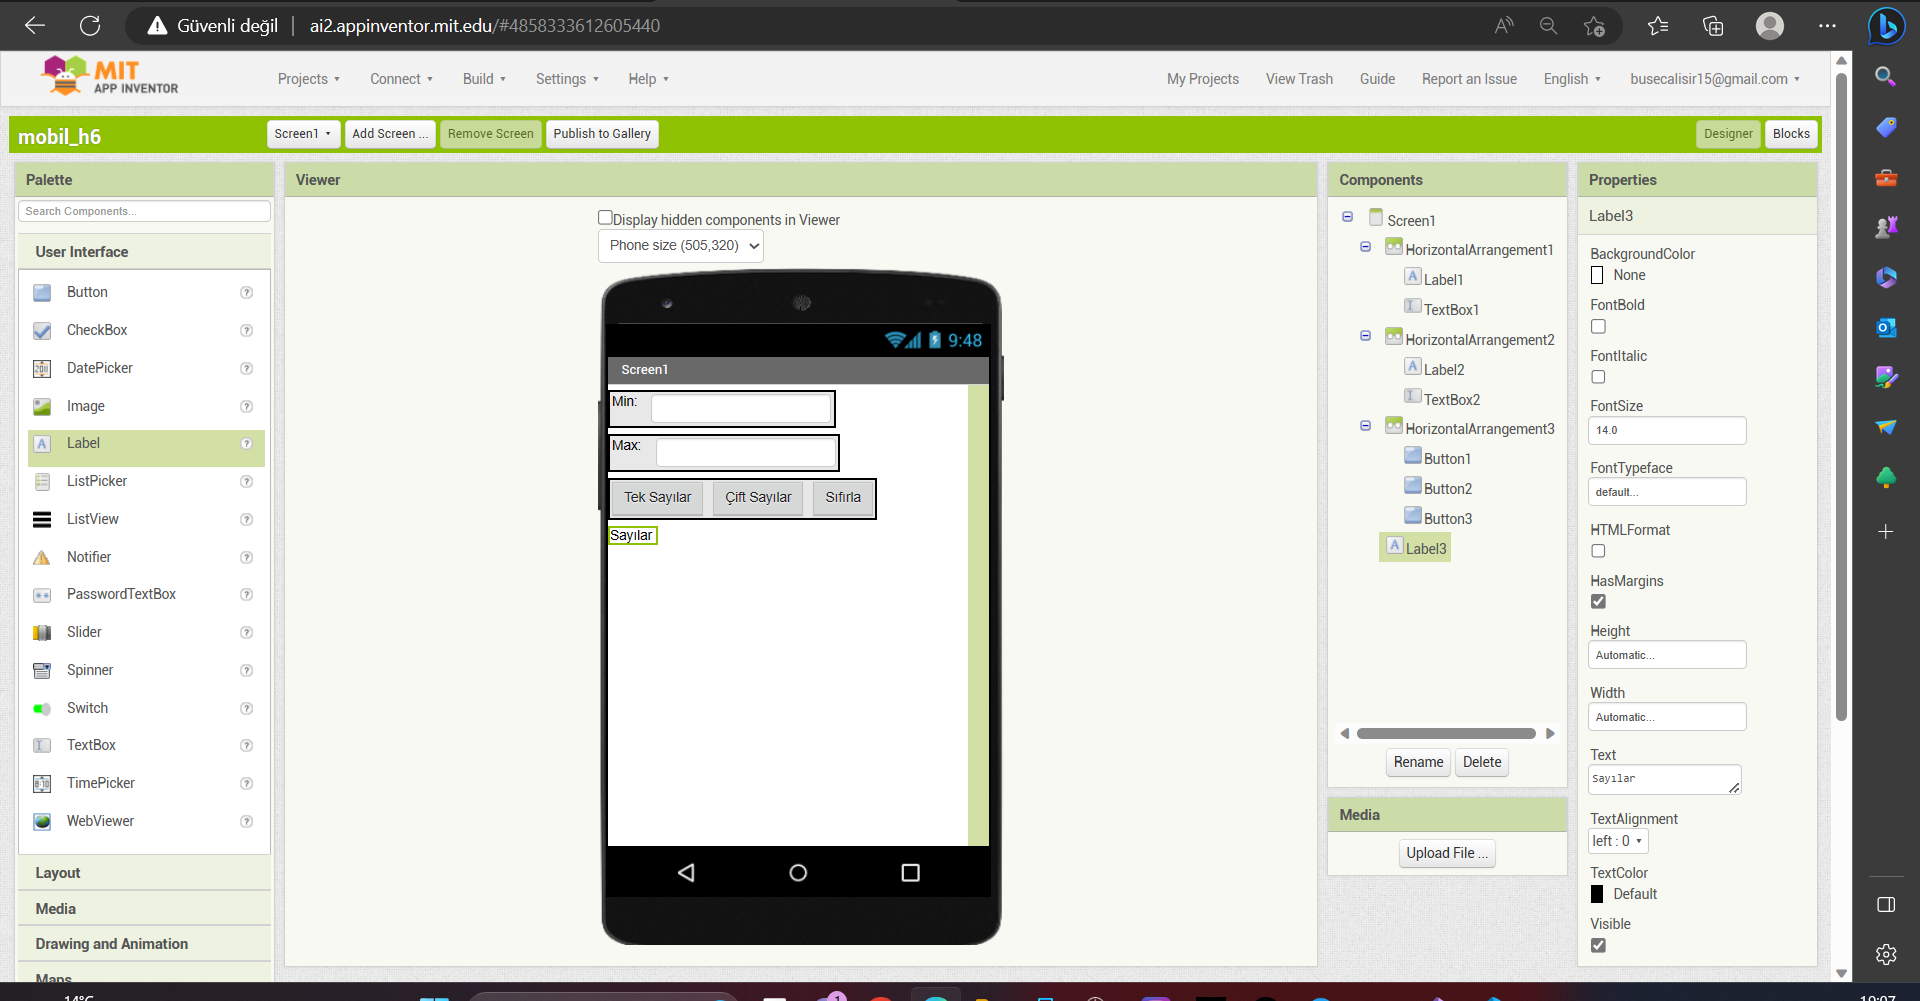 Güvenli değil
ai2.appinventor.mit.edu/#4858333612605440
MIT
APP INVENTOR
Projects
Connect
Build
Settings
Help
My Projects
View Trash
Guide
Report an Issue
English
busecalisir15@gmail.com
mobil_h6
Screen1
Add Screen ...
Remove Screen
Publish to Gallery
Designer
Blocks
Palette
Search Components...
User Interface
Button
CheckBox
DatePicker
Image
Label
ListPicker
ListView
Notifier
PasswordTextBox
Slider
Spinner
Switch
TextBox
TimePicker
WebViewer
Layout
Media
Drawing and Animation
Maps
Viewer
Display hidden components in Viewer
Phone size (505,320)
9:48
Screen1
Min:
Max:
Tek Sayılar
Çift Sayılar
Sıfırla
Sayılar
Components
Screen1
HorizontalArrangement1
Label1
TextBox1
HorizontalArrangement2
Label2
TextBox2
HorizontalArrangement3
Button1
Button2
Button3
Label3
Rename
Delete
Media
Upload File ...
Properties
Label3
BackgroundColor
None
FontBold
FontItalic
FontSize
14.0
FontTypeface
default...
HTMLFormat
HasMargins
Height
Automatic...
Width
Automatic...
Text
Sayılar
TextAlignment
left : 0
TextColor
Default
Visible
14°C
1
19:07